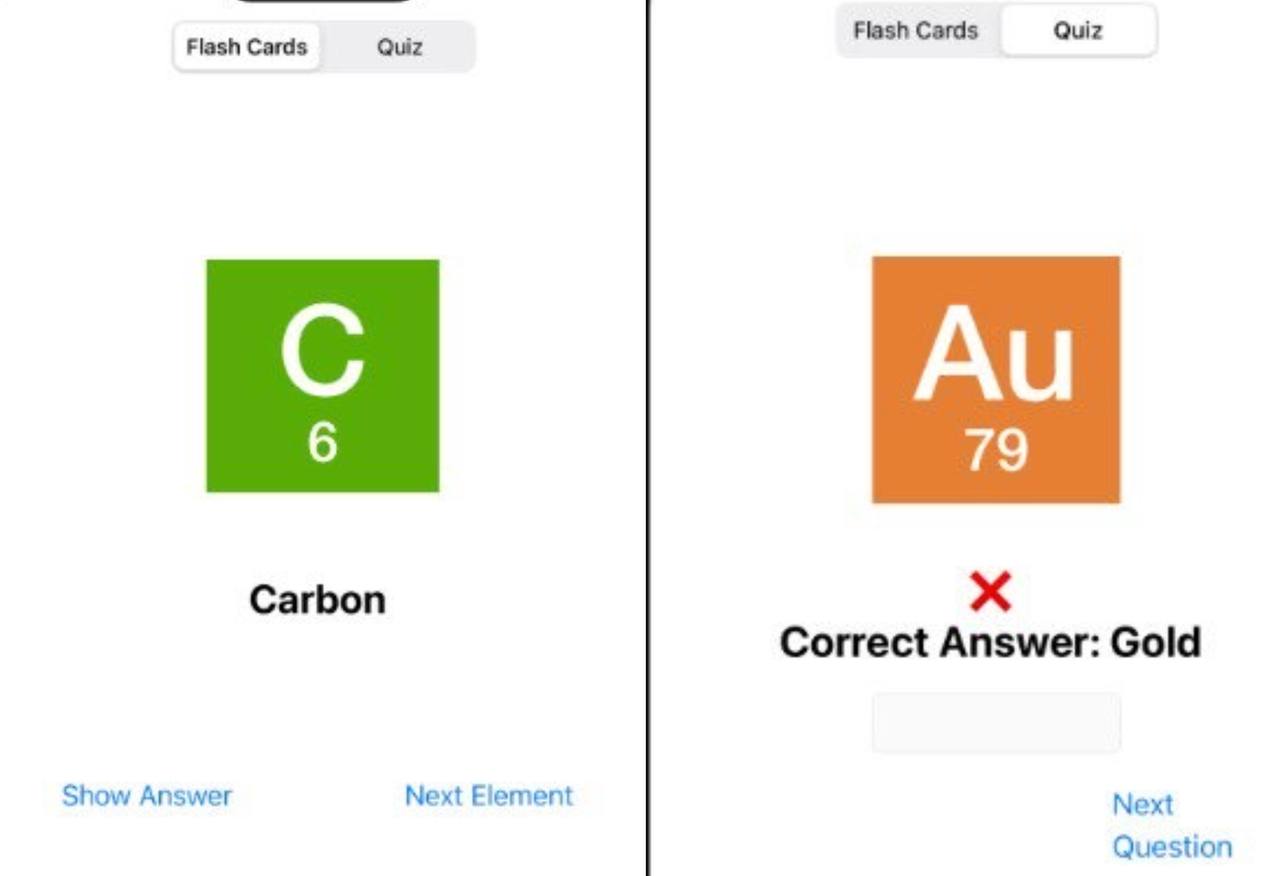 Flash Cards Quiz
C
6
Carbon
Show Answer Next Element
Flash Cards Quiz
Au
79
Correct Answer: Gold
Next
Question